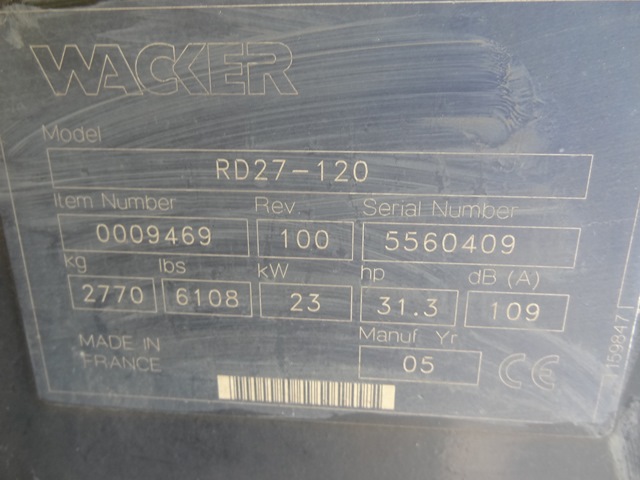 WACKER
Model
RD27-120
Item Number Rev Serial Number
0009469 100 5560409
kg lbs kW hp dB (A)
2770 6108 23 31.3 109
MADE IN Manuf Yr
FRANCE 05 CE
159847